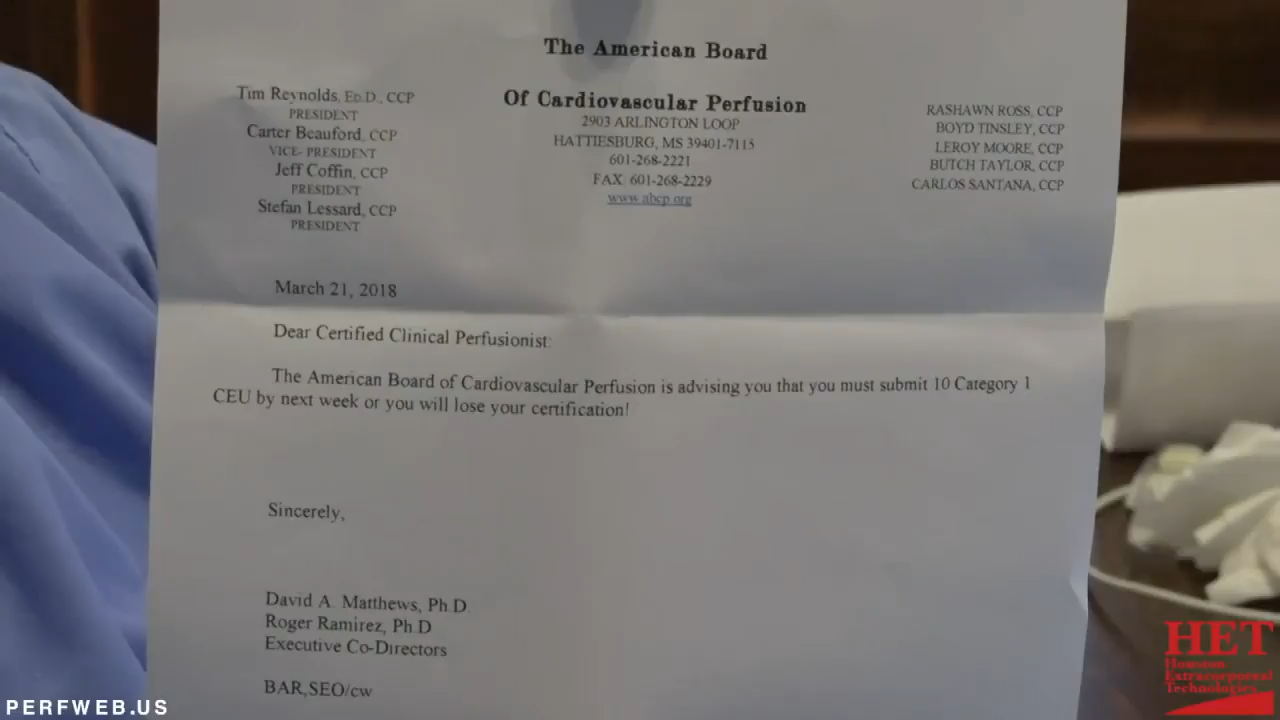 The American Board
Of Cardiovascular Perfusion
2903 ARLINGTON LOOP
HATTIESBURG, MS 39401-7115
601-268-2221
FAX: 601-268-2229
www.abcp.org
Tim Reynolds, ED.D., CCP
PRESIDENT
Carter Beauford, CCP
VICE- PRESIDENT
Jeff Coffin, CCP
PRESIDENT
Stefan Lessard, CCP
PRESIDENT
RASHAWN ROSS, CCP
BOYD TINSLEY, CCP
LEROY MOORE, CCP
BUTCH TAYLOR, CCP
CARLOS SANTANA, CCP
March 21, 2018
Dear Certified Clinical Perfusionist:
The American Board of Cardiovascular Perfusion is advising you that you must submit 10 Category 1
CEU by next week or you will lose your certification!
Sincerely,
David A. Matthews, Ph.D.
Roger Ramirez, Ph.D
Executive Co-Directors
BAR,SEO/cw
PERFWEB.US
HET
Houston
Extracorporeal
Technologies